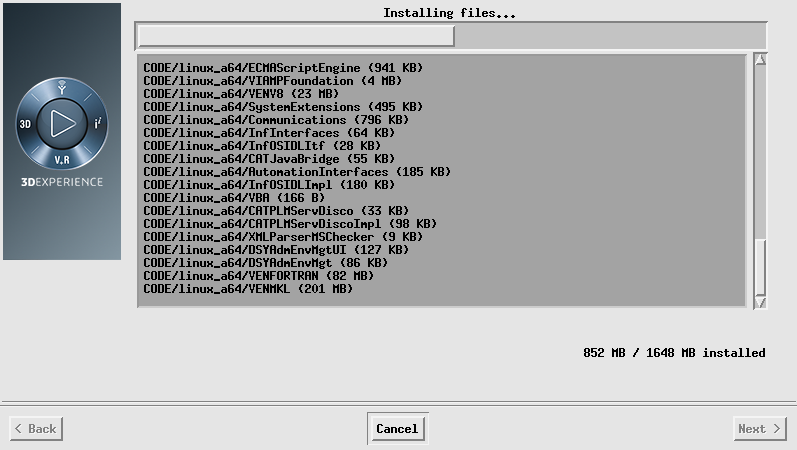 Installing files...
CODE/linux_a64/ECMAScriptEngine (941 KB)
CODE/linux_a64/VIAMPFoundation (4 MB)
CODE/linux_a64/VENV8 (23 MB)
CODE/linux_a64/SystemExtensions (495 KB)
CODE/linux_a64/Communications (796 KB)
CODE/linux_a64/InfInterfaces (64 KB)
CODE/linux_a64/InfOSIDLItf (28 KB)
CODE/linux_a64/CATJavaBridge (55 KB)
CODE/linux_a64/AutomationInterfaces (185 KB)
CODE/linux_a64/InfOSIDLImpl (180 KB)
CODE/linux_a64/VBA (166 B)
CODE/linux_a64/CATPLMServDisco (33 KB)
CODE/linux_a64/CATPLMServDiscoImpl (98 KB)
CODE/linux_a64/XMLParserMSChecker (9 KB)
CODE/linux_a64/DSYAdmEnvMgtUI (127 KB)
CODE/linux_a64/DSYAdmEnvMgt (86 KB)
CODE/linux_a64/VENFORTRAN (82 MB)
CODE/linux_a64/VENMKL (201 MB)
3D
i²
V.R
3DEXPERIENCE
852 MB / 1648 MB installed
< Back
Cancel
Next >